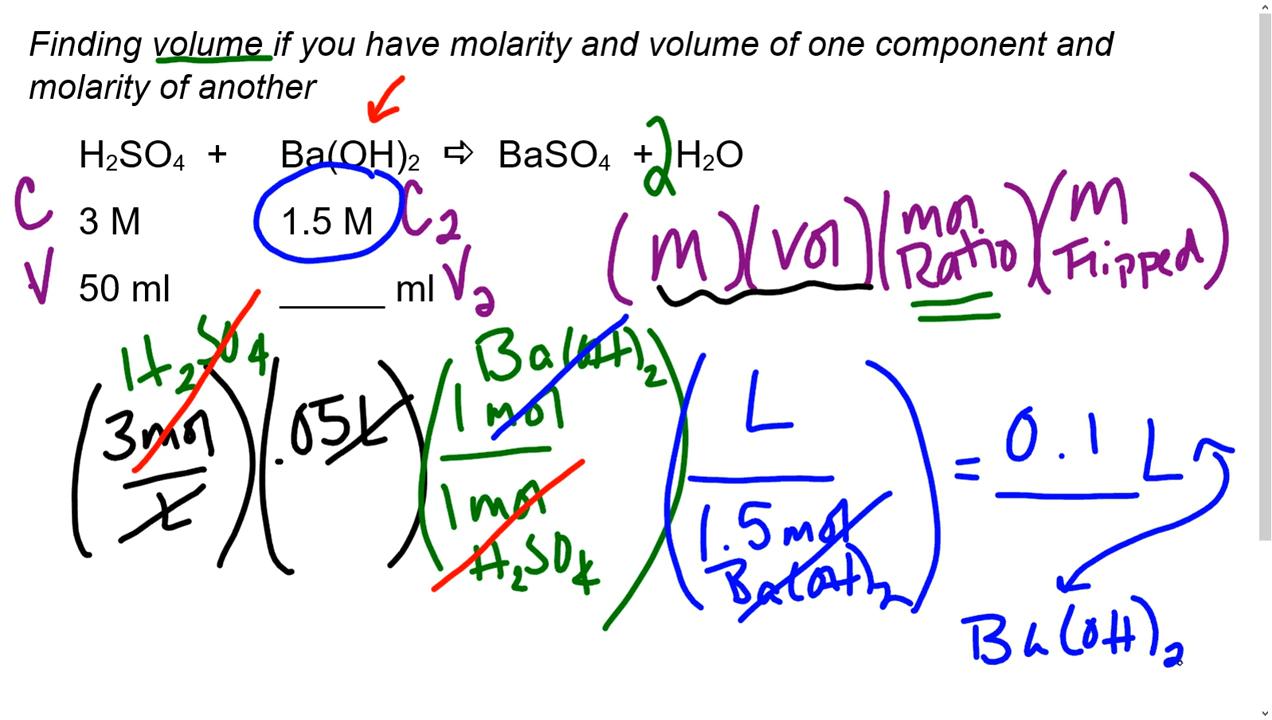 Finding volume if you have molarity and volume of one component and
molarity of another
H₂SO₄ + Ba(OH)₂ ⇨ BaSO₄ + 2 H₂O
C 3 M 1.5 M C₂
(M)(Vol)(mol Ratio)(M Flipped)
V 50 ml ______ ml V₂
H₂SO₄ Ba(OH)₂
(3 mol / L)(.05 L)(1 mol / 1 mol H₂SO₄)(L / 1.5 mol Ba(OH)₂) = 0.1 L
Ba(OH)₂